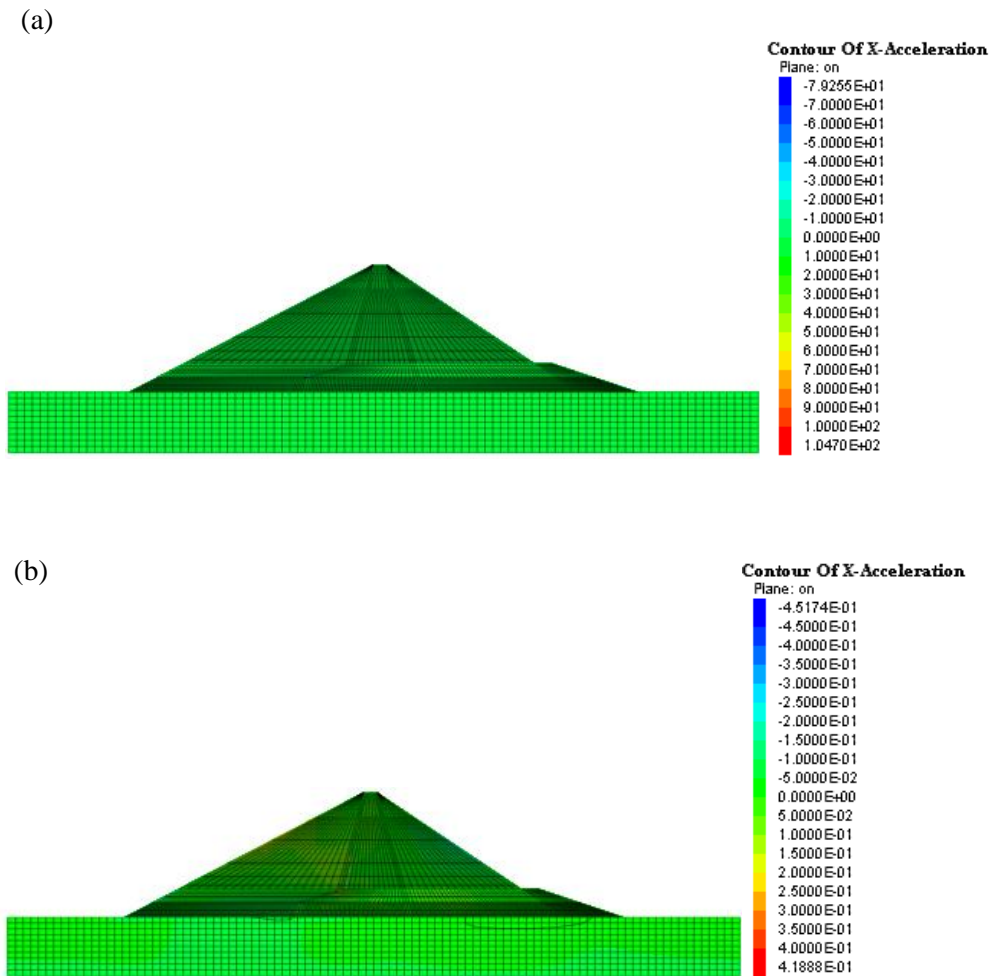 (a)
Contour Of X-Acceleration
Plane: on
-7.9255E+01
-7.0000E+01
-6.0000E+01
-5.0000E+01
-4.0000E+01
-3.0000E+01
-2.0000E+01
-1.0000E+01
0.0000E+00
1.0000E+01
2.0000E+01
3.0000E+01
4.0000E+01
5.0000E+01
6.0000E+01
7.0000E+01
8.0000E+01
9.0000E+01
1.0000E+02
1.0470E+02
(b)
Contour Of X-Acceleration
Plane: on
-4.5174E-01
-4.5000E-01
-4.0000E-01
-3.5000E-01
-3.0000E-01
-2.5000E-01
-2.0000E-01
-1.5000E-01
-1.0000E-01
-5.0000E-02
0.0000E+00
5.0000E-02
1.0000E-01
1.5000E-01
2.0000E-01
2.5000E-01
3.0000E-01
3.5000E-01
4.0000E-01
4.1888E-01